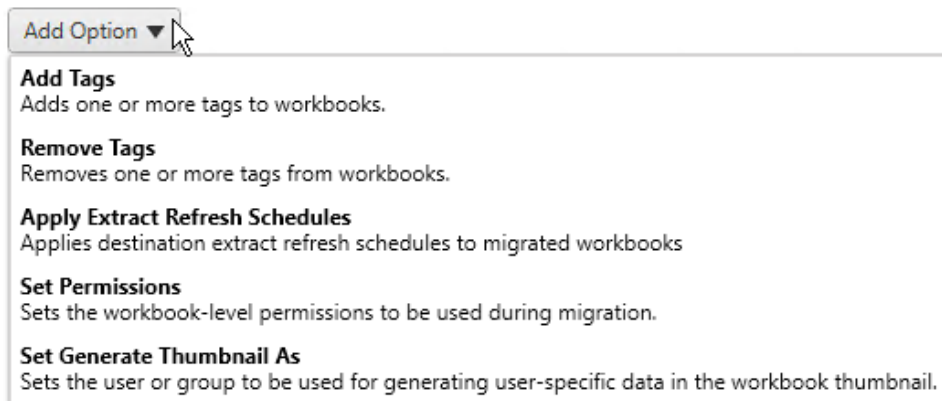 Add Option ▼
Add Tags
Adds one or more tags to workbooks.
Remove Tags
Removes one or more tags from workbooks.
Apply Extract Refresh Schedules
Applies destination extract refresh schedules to migrated workbooks
Set Permissions
Sets the workbook-level permissions to be used during migration.
Set Generate Thumbnail As
Sets the user or group to be used for generating user-specific data in the workbook thumbnail.